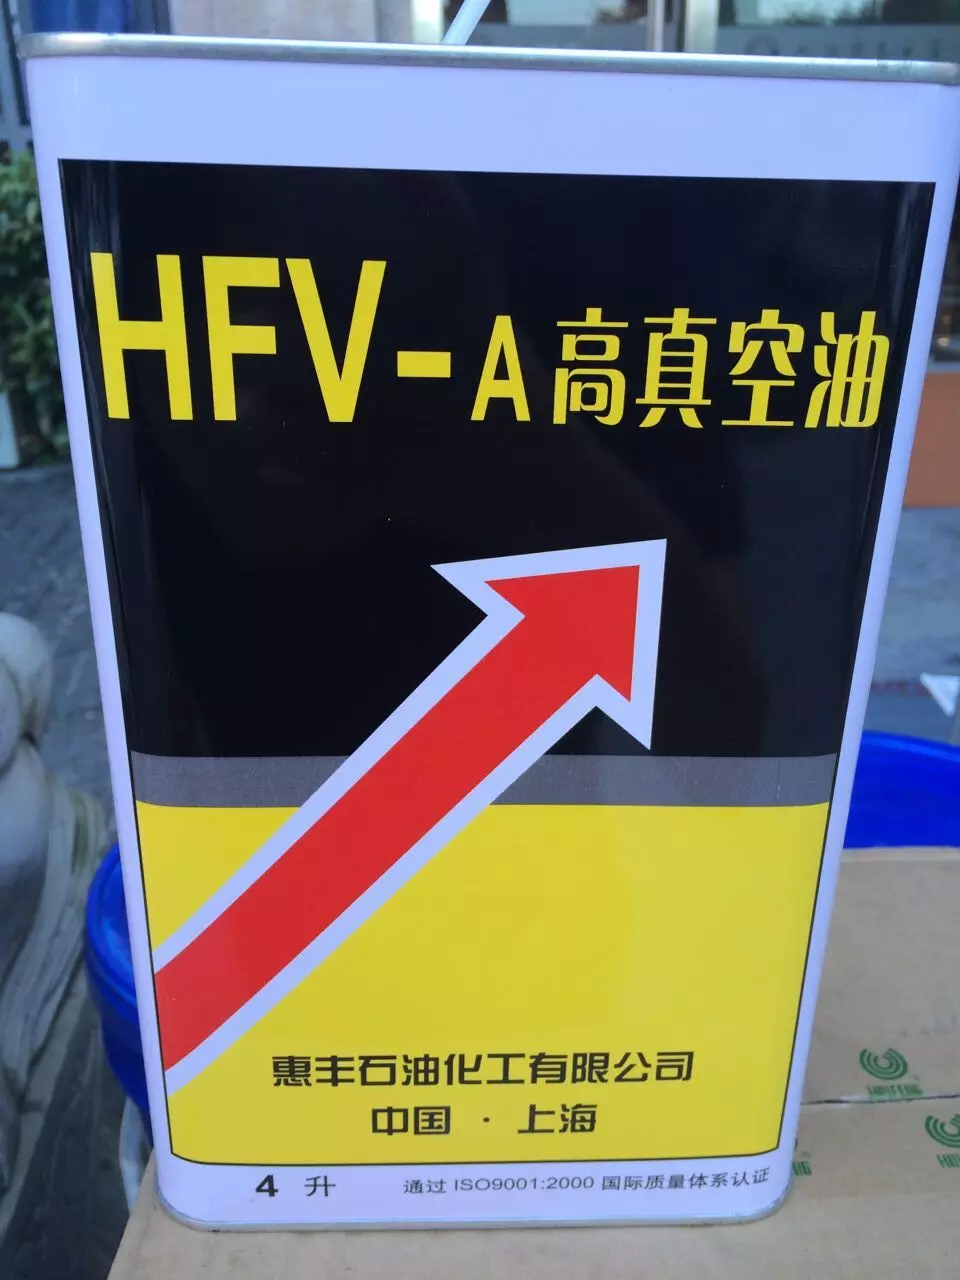 HFV-A高真空油
惠丰石油化工有限公司
中国·上海
4 升
通过 ISO9001:2000 国际质量体系认证
HUIFENG